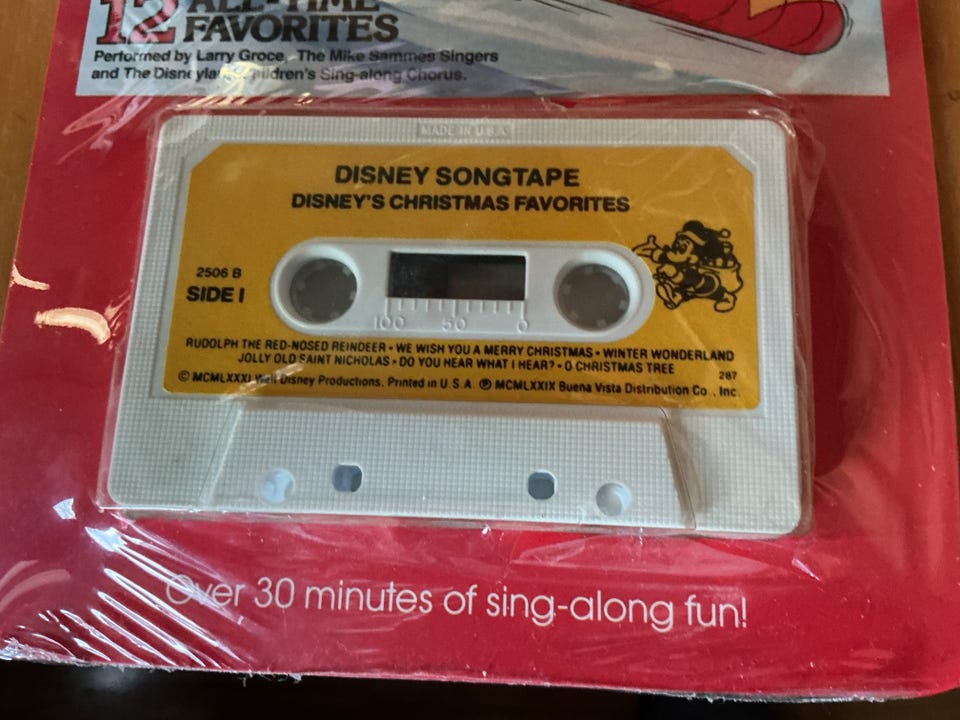 12 ALL-TIME
FAVORITES
Performed by Larry Groce, The Mike Sammes Singers
and The Disneyland Children's Sing-along Chorus.
MADE IN U.S.A.
DISNEY SONGTAPE
DISNEY'S CHRISTMAS FAVORITES
2506 B
SIDE I
100 50 0
RUDOLPH THE RED-NOSED REINDEER • WE WISH YOU A MERRY CHRISTMAS • WINTER WONDERLAND
JOLLY OLD SAINT NICHOLAS • DO YOU HEAR WHAT I HEAR? • O CHRISTMAS TREE
287
© MCMLXXXI Walt Disney Productions. Printed in U.S.A. ℗ MCMLXXIX Buena Vista Distribution Co., Inc.
Over 30 minutes of sing-along fun!